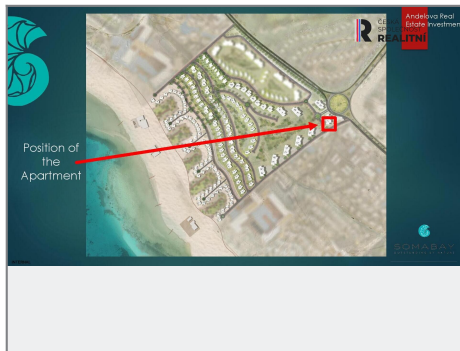 Andelova Real
Estate Investment
REALITNÍ
Position of
the
Apartment
SOMABAY